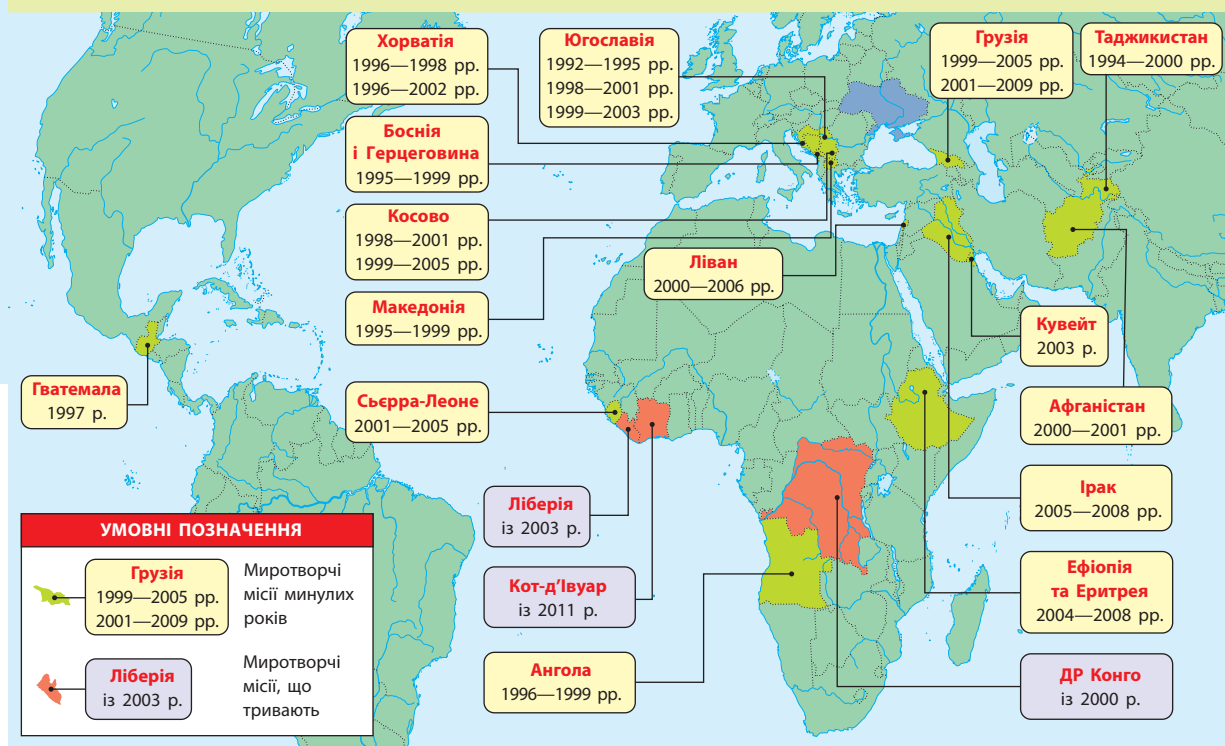 Хорватія
1996—1998 рр.
1996—2002 рр.
Югославія
1992—1995 рр.
1998—2001 рр.
1999—2003 рр.
Грузія
1999—2005 рр.
2001—2009 рр.
Таджикистан
1994—2000 рр.
Боснія
і Герцеговина
1995—1999 рр.
Косово
1998—2001 рр.
1999—2005 рр.
Ліван
2000—2006 рр.
Македонія
1995—1999 рр.
Кувейт
2003 р.
Гватемала
1997 р.
Сьєрра-Леоне
2001—2005 рр.
Афганістан
2000—2001 рр.
Ліберія
із 2003 р.
Ірак
2005—2008 рр.
Кот-д'Івуар
із 2011 р.
Ефіопія
та Еритрея
2004—2008 рр.
Ангола
1996—1999 рр.
ДР Конго
із 2000 р.
УМОВНІ ПОЗНАЧЕННЯ
Грузія
1999—2005 рр.
2001—2009 рр.
Миротворчі
місії минулих
років
Ліберія
із 2003 р.
Миротворчі
місії, що
тривають